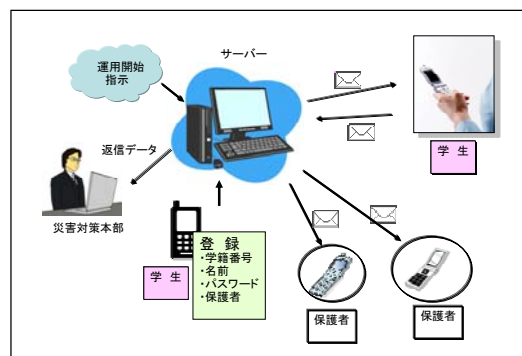 サーバー
運用開始
指示
学 生
返信データ
災害対策本部
登 録
・学籍番号
・名前
・パスワード
・保護者
学 生
保護者
保護者